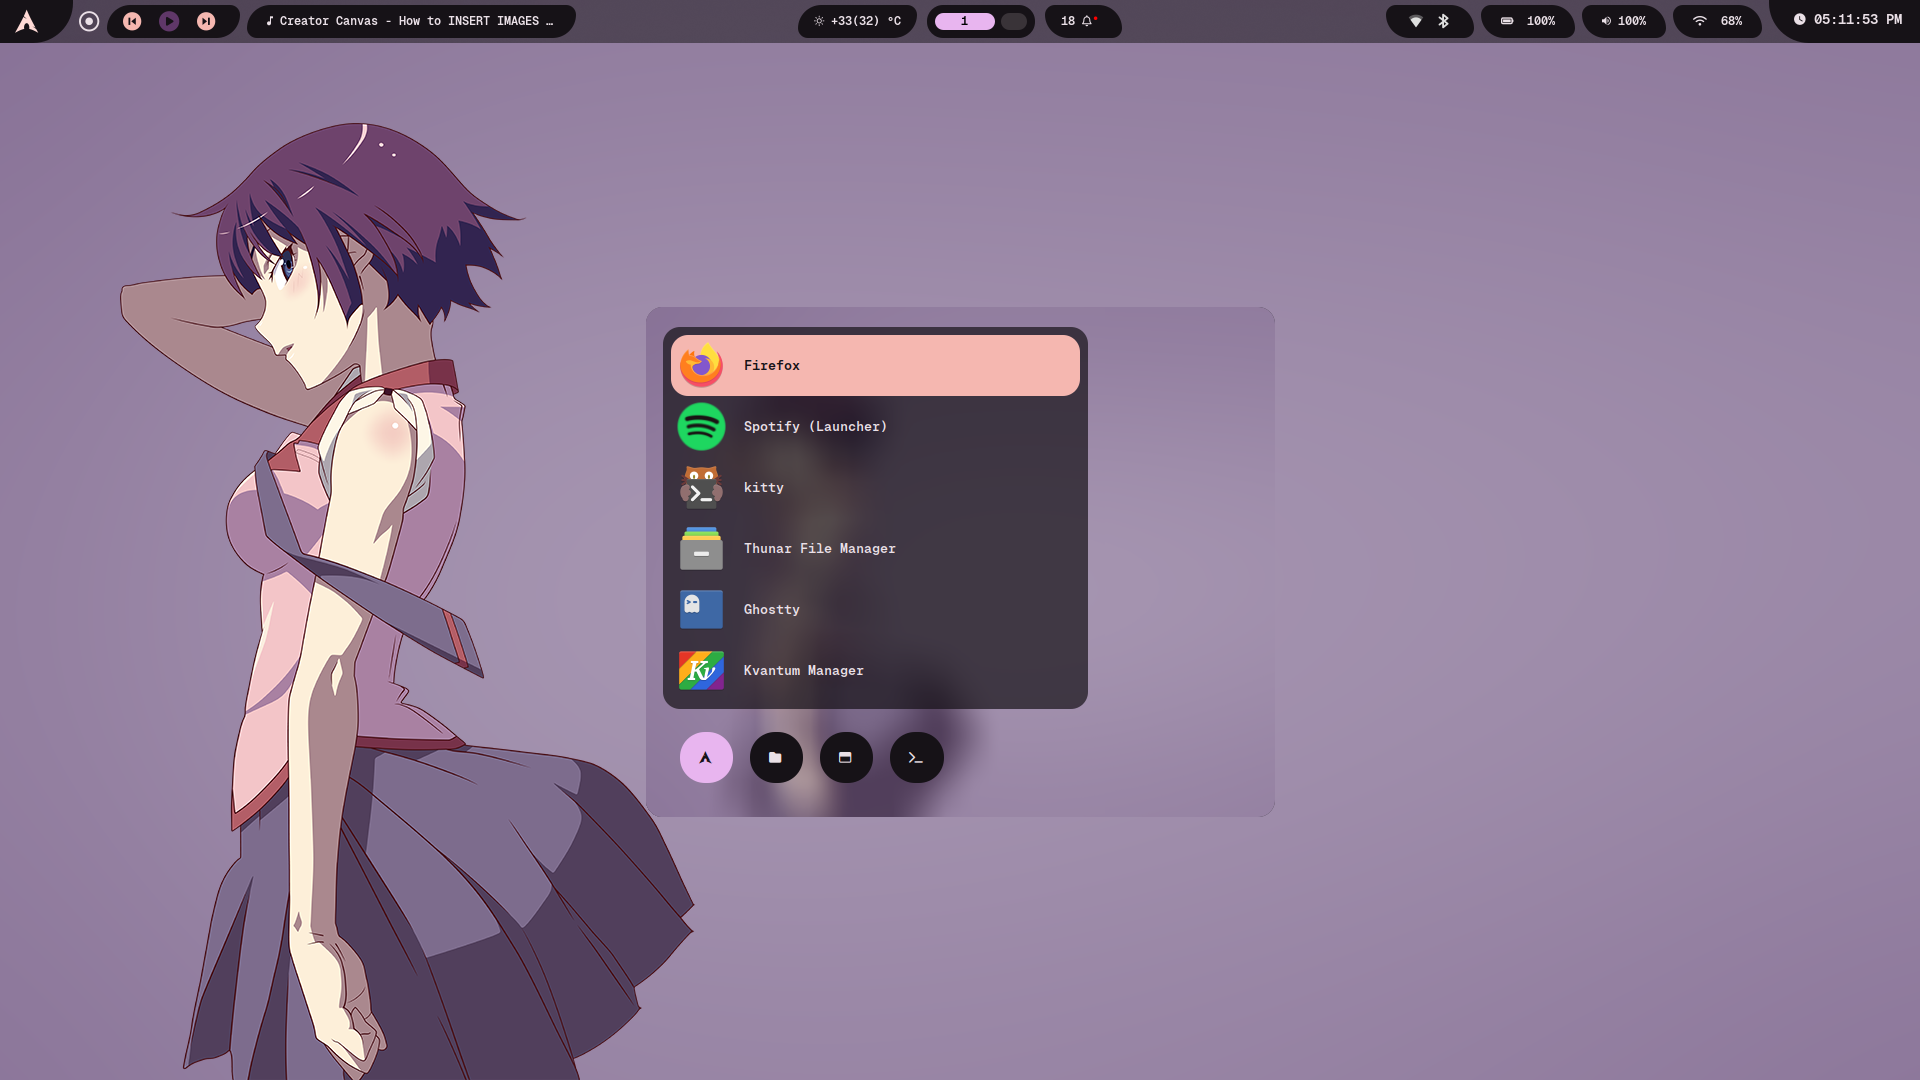 Creator Canvas - How to INSERT IMAGES …
+33(32) °C
1
18
100%
100%
68%
05:11:53 PM
Firefox
Spotify (Launcher)
kitty
Thunar File Manager
Ghostty
Kv
Kvantum Manager